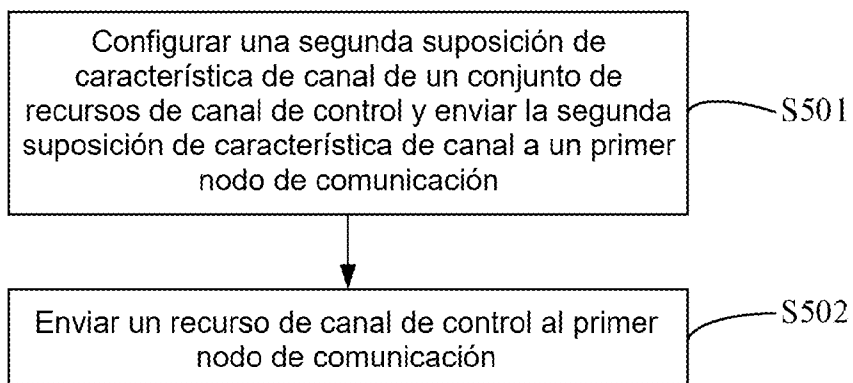 Configurar una segunda suposición de
característica de canal de un conjunto de
recursos de canal de control y enviar la segunda
suposición de característica de canal a un primer
nodo de comunicación
S501
Enviar un recurso de canal de control al primer
nodo de comunicación
S502